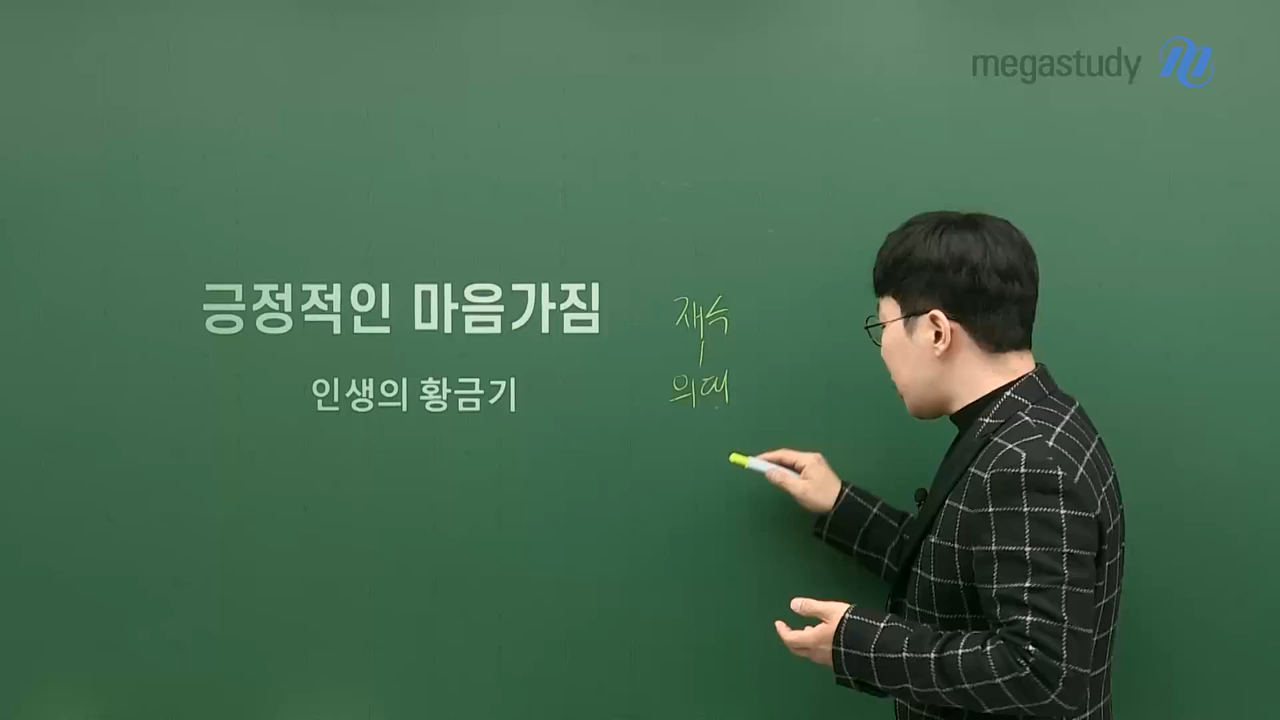 megastudy
긍정적인 마음가짐
인생의 황금기
재수
의대